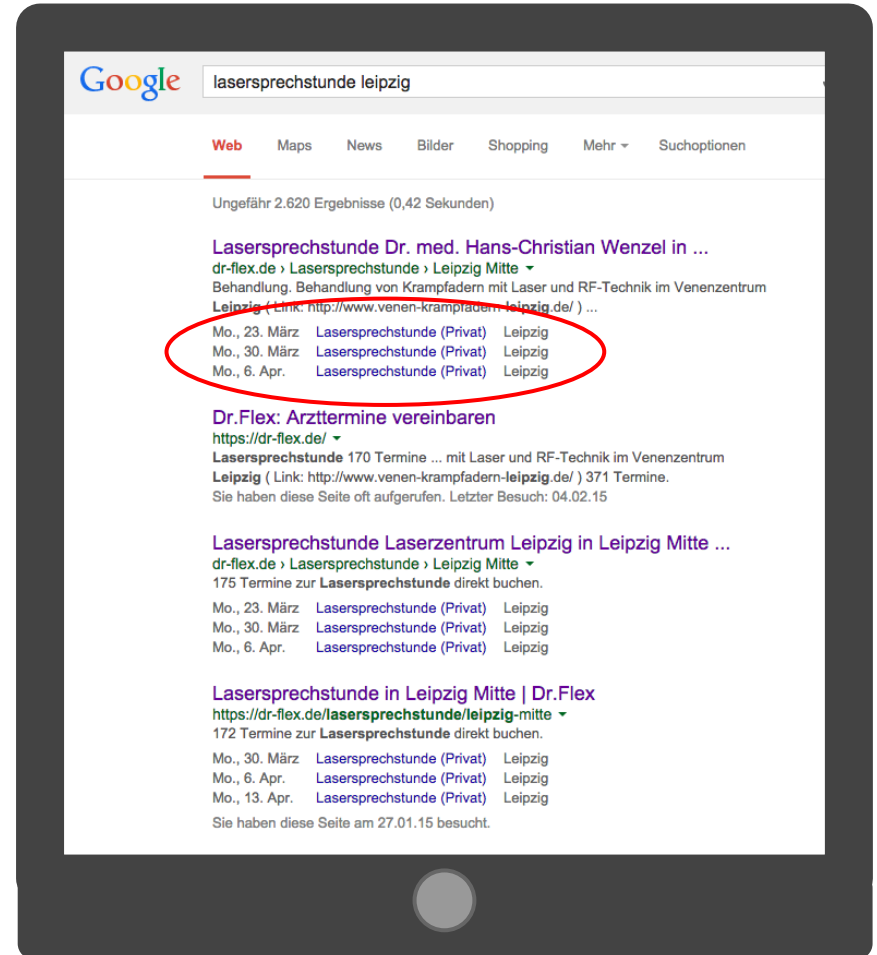 Google lasersprechstunde leipzig
Web Maps News Bilder Shopping Mehr Suchoptionen
Ungefähr 2.620 Ergebnisse (0,42 Sekunden)
Lasersprechstunde Dr. med. Hans-Christian Wenzel in ...
dr-flex.de › Lasersprechstunde › Leipzig Mitte
Behandlung. Behandlung von Krampfadern mit Laser und RF-Technik im Venenzentrum
Leipzig ( Link: http://www.venen-krampfadern-leipzig.de/ ) ...
Mo., 23. März Lasersprechstunde (Privat) Leipzig
Mo., 30. März Lasersprechstunde (Privat) Leipzig
Mo., 6. Apr. Lasersprechstunde (Privat) Leipzig
Dr.Flex: Arzttermine vereinbaren
https://dr-flex.de/
Lasersprechstunde 170 Termine ... mit Laser und RF-Technik im Venenzentrum
Leipzig ( Link: http://www.venen-krampfadern-leipzig.de/ ) 371 Termine.
Sie haben diese Seite oft aufgerufen. Letzter Besuch: 04.02.15
Lasersprechstunde Laserzentrum Leipzig in Leipzig Mitte ...
dr-flex.de › Lasersprechstunde › Leipzig Mitte
175 Termine zur Lasersprechstunde direkt buchen.
Mo., 23. März Lasersprechstunde (Privat) Leipzig
Mo., 30. März Lasersprechstunde (Privat) Leipzig
Mo., 6. Apr. Lasersprechstunde (Privat) Leipzig
Lasersprechstunde in Leipzig Mitte | Dr.Flex
https://dr-flex.de/lasersprechstunde/leipzig-mitte
172 Termine zur Lasersprechstunde direkt buchen.
Mo., 30. März Lasersprechstunde (Privat) Leipzig
Mo., 6. Apr. Lasersprechstunde (Privat) Leipzig
Mo., 13. Apr. Lasersprechstunde (Privat) Leipzig
Sie haben diese Seite am 27.01.15 besucht.